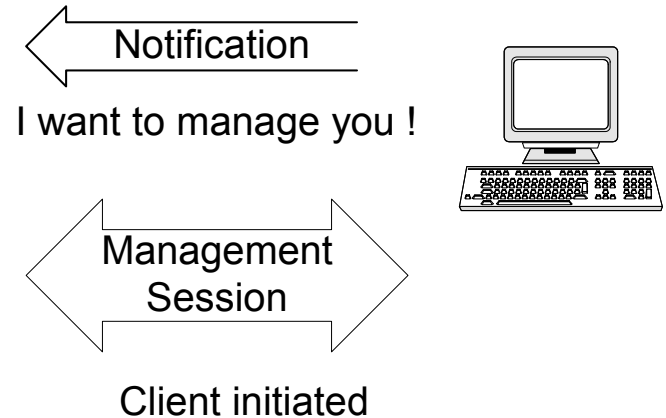 Notification
I want to manage you !
Management
Session
Client initiated